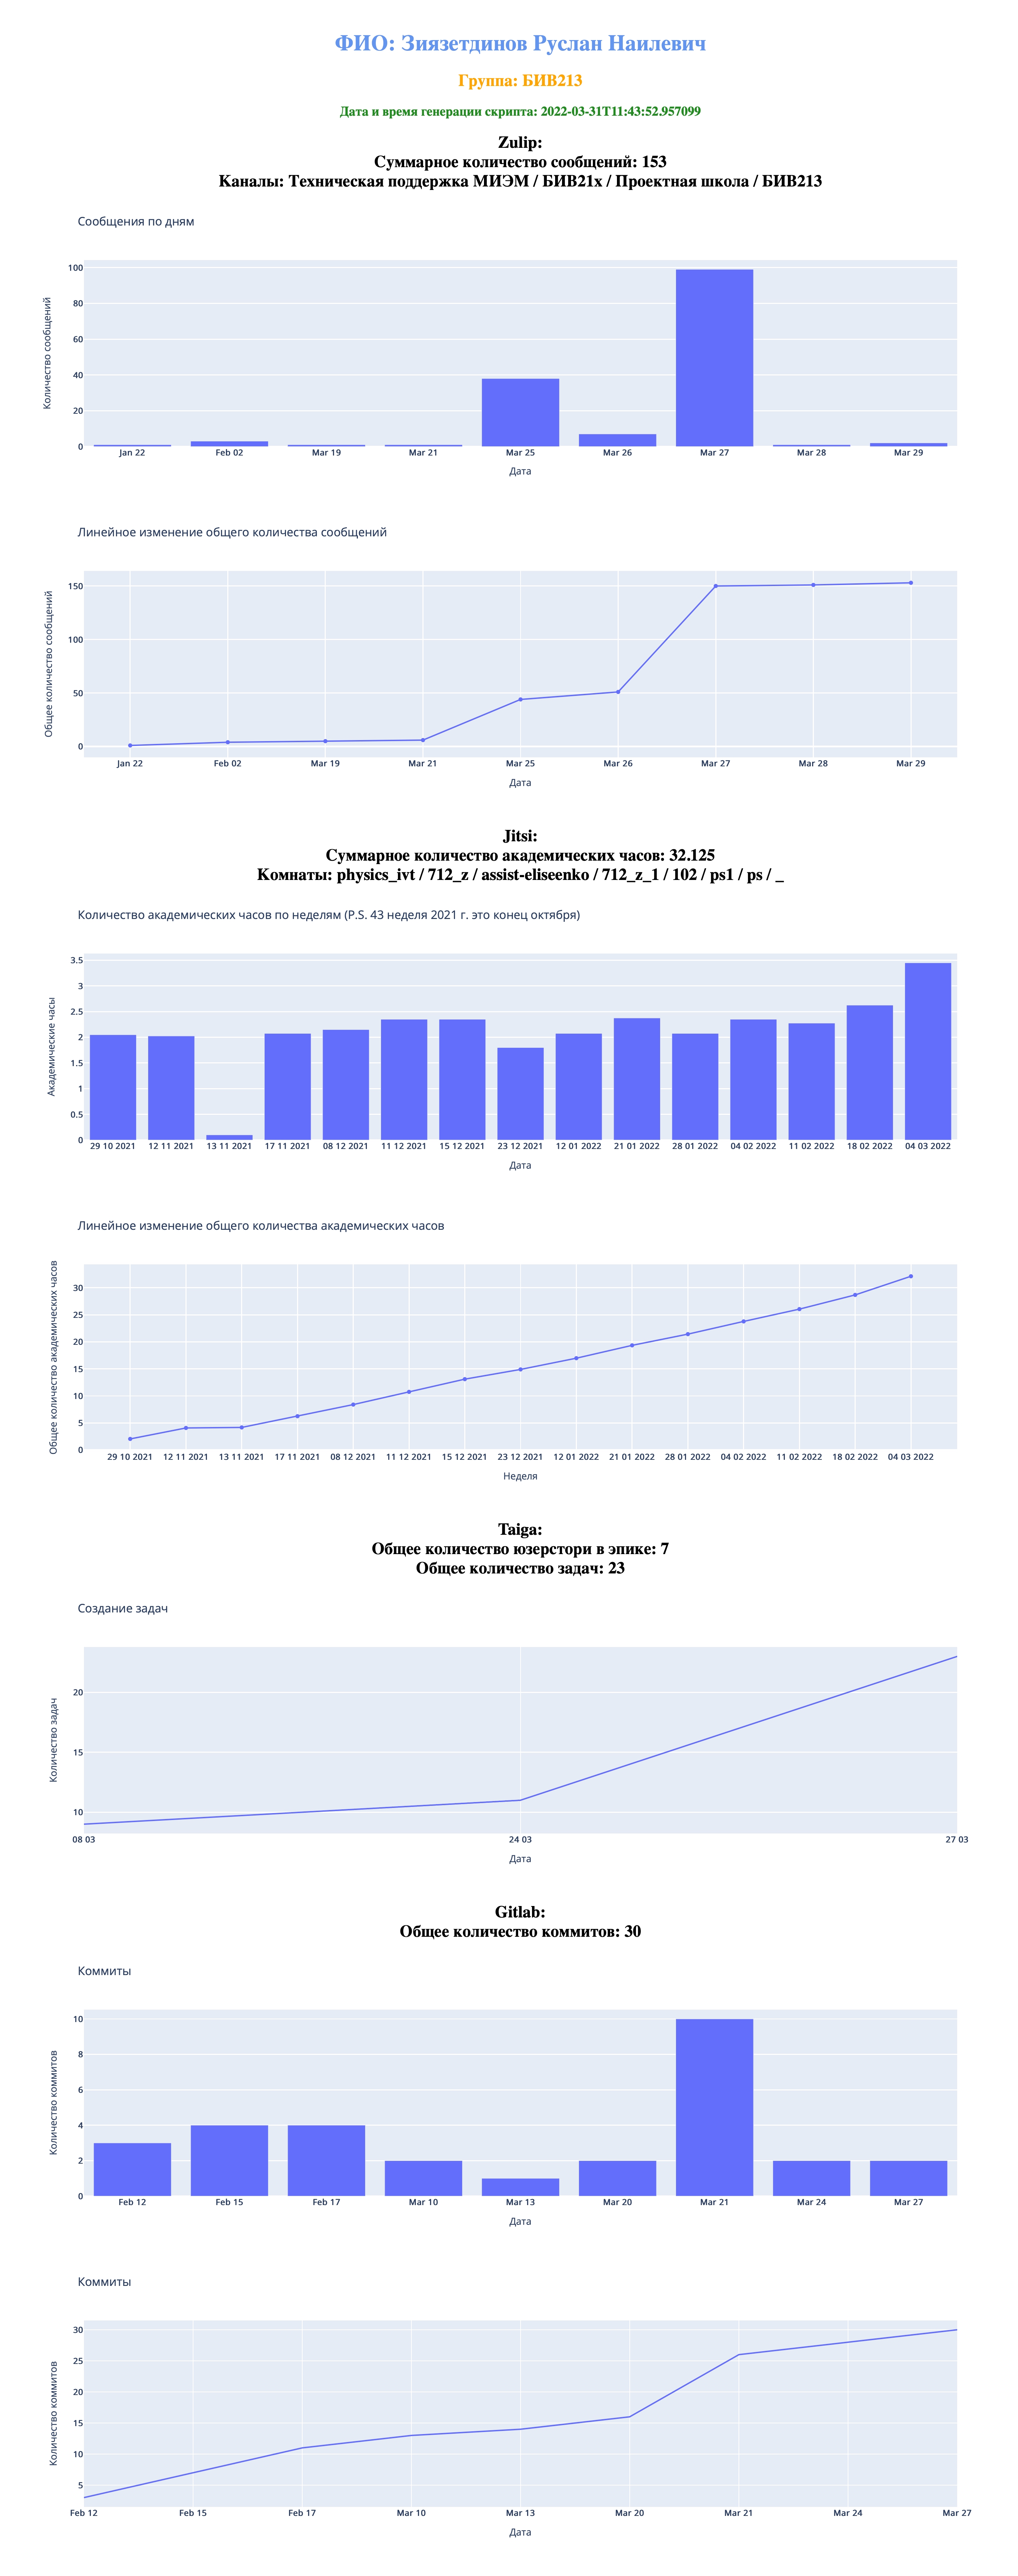 ФИО: Зиязетдинов Руслан Наилевич
Группа: БИВ213
Дата и время генерации скрипта: 2022-03-31T11:43:52.957099
Zulip:
Суммарное количество сообщений: 153
Каналы: Техническая поддержка МИЭМ / БИВ21х / Проектная школа / БИВ213
Сообщения по дням
Количество сообщений
100
80
60
40
20
0
Jan 22 Feb 02 Mar 19 Mar 21 Mar 25 Mar 26 Mar 27 Mar 28 Mar 29
Дата
Линейное изменение общего количества сообщений
Общее количество сообщений
150
100
50
0
Jan 22 Feb 02 Mar 19 Mar 21 Mar 25 Mar 26 Mar 27 Mar 28 Mar 29
Дата
Jitsi:
Суммарное количество академических часов: 32.125
Комнаты: physics_ivt / 712_z / assist-eliseenko / 712_z_1 / 102 / ps1 / ps / _
Количество академических часов по неделям (P.S. 43 неделя 2021 г. это конец октября)
Академические часы
3.5
3
2.5
2
1.5
1
0.5
0
29 10 2021 12 11 2021 13 11 2021 17 11 2021 08 12 2021 11 12 2021 15 12 2021 23 12 2021 12 01 2022 21 01 2022 28 01 2022 04 02 2022 11 02 2022 18 02 2022 04 03 2022
Дата
Линейное изменение общего количества академических часов
Общее количество академических часов
30
25
20
15
10
5
0
29 10 2021 12 11 2021 13 11 2021 17 11 2021 08 12 2021 11 12 2021 15 12 2021 23 12 2021 12 01 2022 21 01 2022 28 01 2022 04 02 2022 11 02 2022 18 02 2022 04 03 2022
Неделя
Taiga:
Общее количество юзерстори в эпике: 7
Общее количество задач: 23
Создание задач
Количество задач
20
15
10
08 03 24 03 27 03
Дата
Gitlab:
Общее количество коммитов: 30
Коммиты
Количество коммитов
10
8
6
4
2
0
Feb 12 Feb 15 Feb 17 Mar 10 Mar 13 Mar 20 Mar 21 Mar 24 Mar 27
Дата
Коммиты
Количество коммитов
30
25
20
15
10
5
Feb 12 Feb 15 Feb 17 Mar 10 Mar 13 Mar 20 Mar 21 Mar 24 Mar 27
Дата